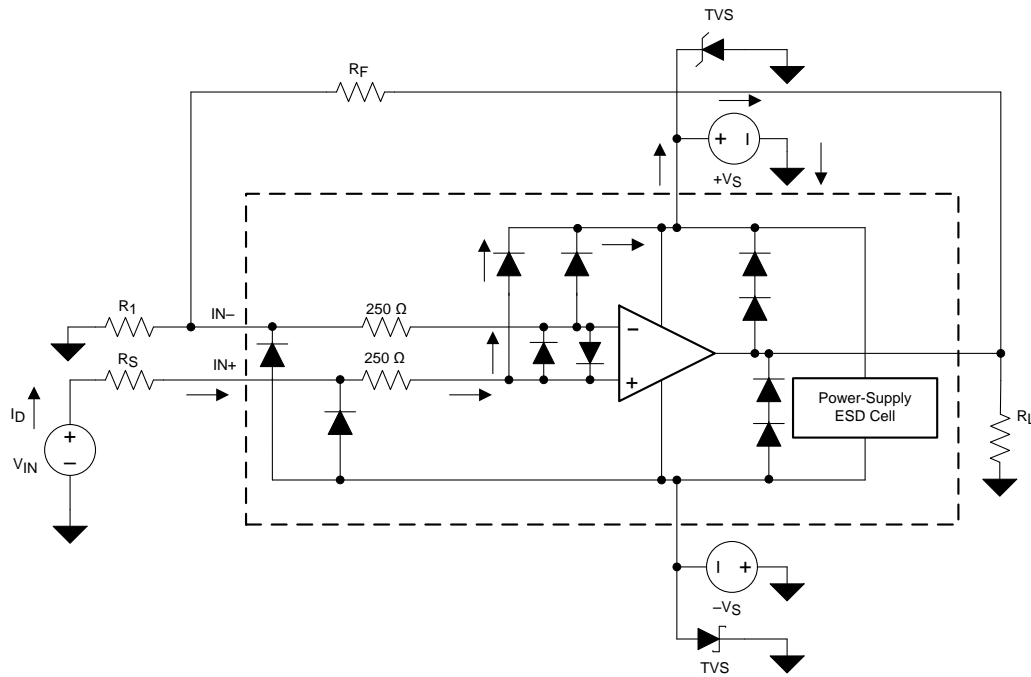 TVS
RF
+ –
+VS
R1
IN–
250 Ω
RS
IN+
250 Ω
–
+
ID
+
–
VIN
Power-Supply
ESD Cell
RL
– +
–VS
TVS